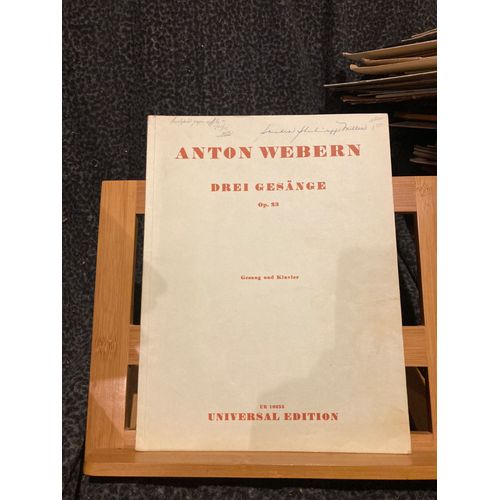 ANTON WEBERN
DREI GESÄNGE
Op. 23
Gesang und Klavier
UNIVERSAL EDITION